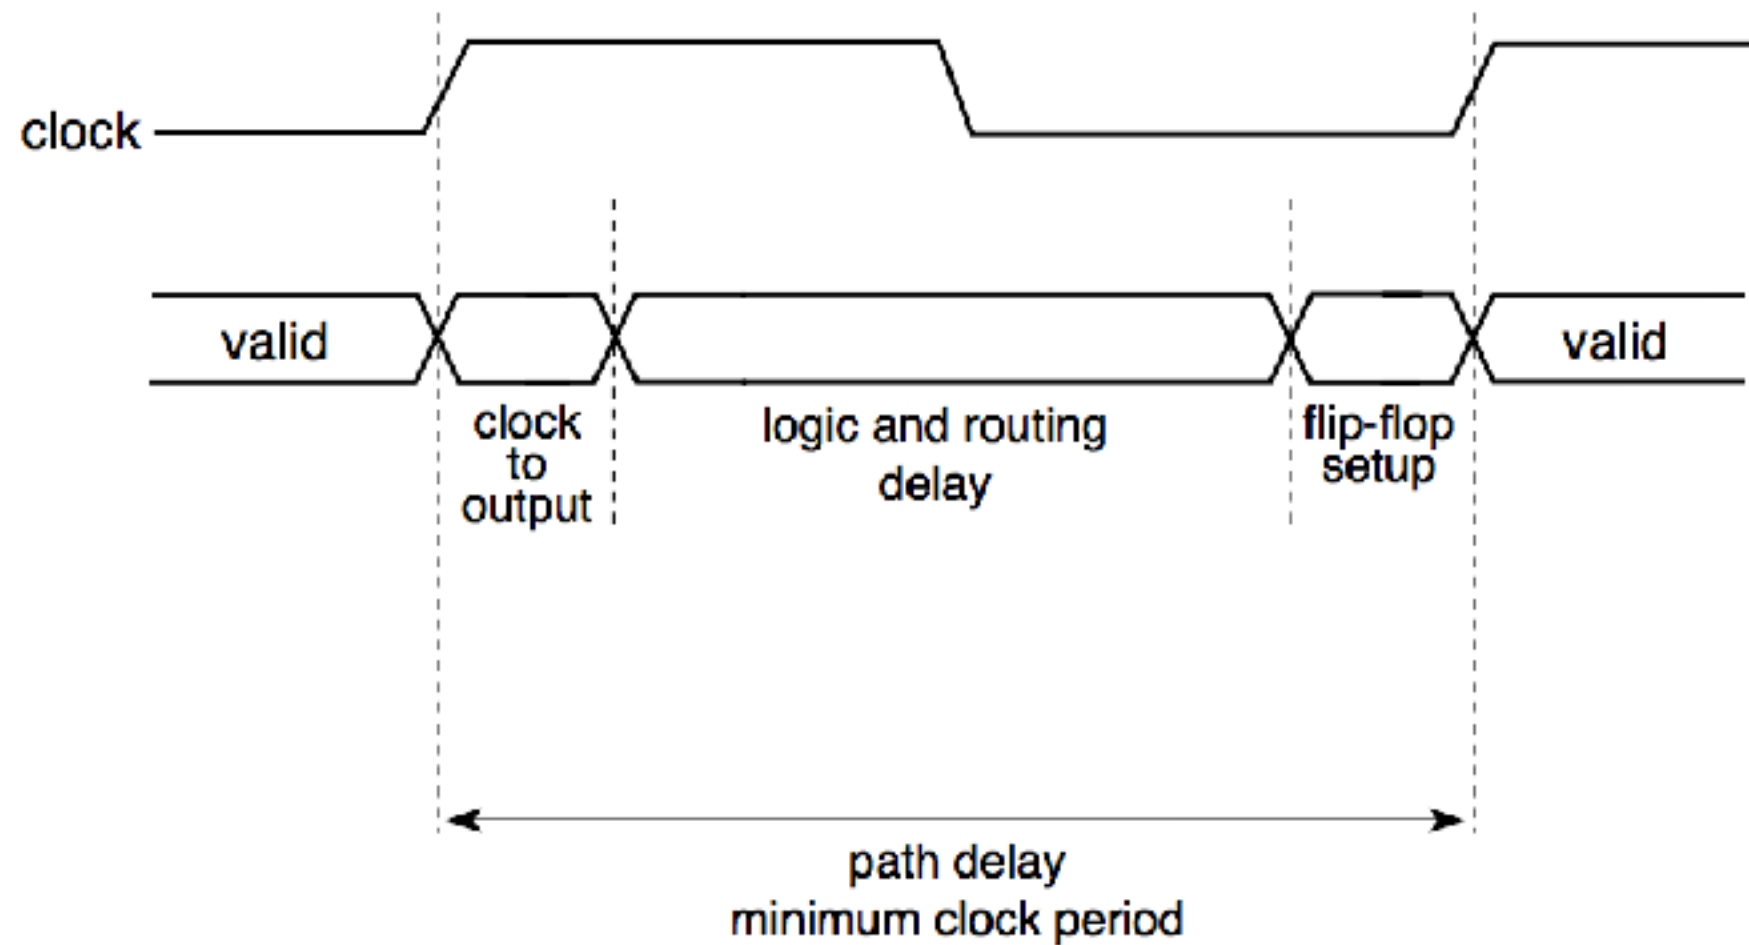 clock
valid
valid
clock
to
output
logic and routing
delay
flip-flop
setup
path delay
minimum clock period